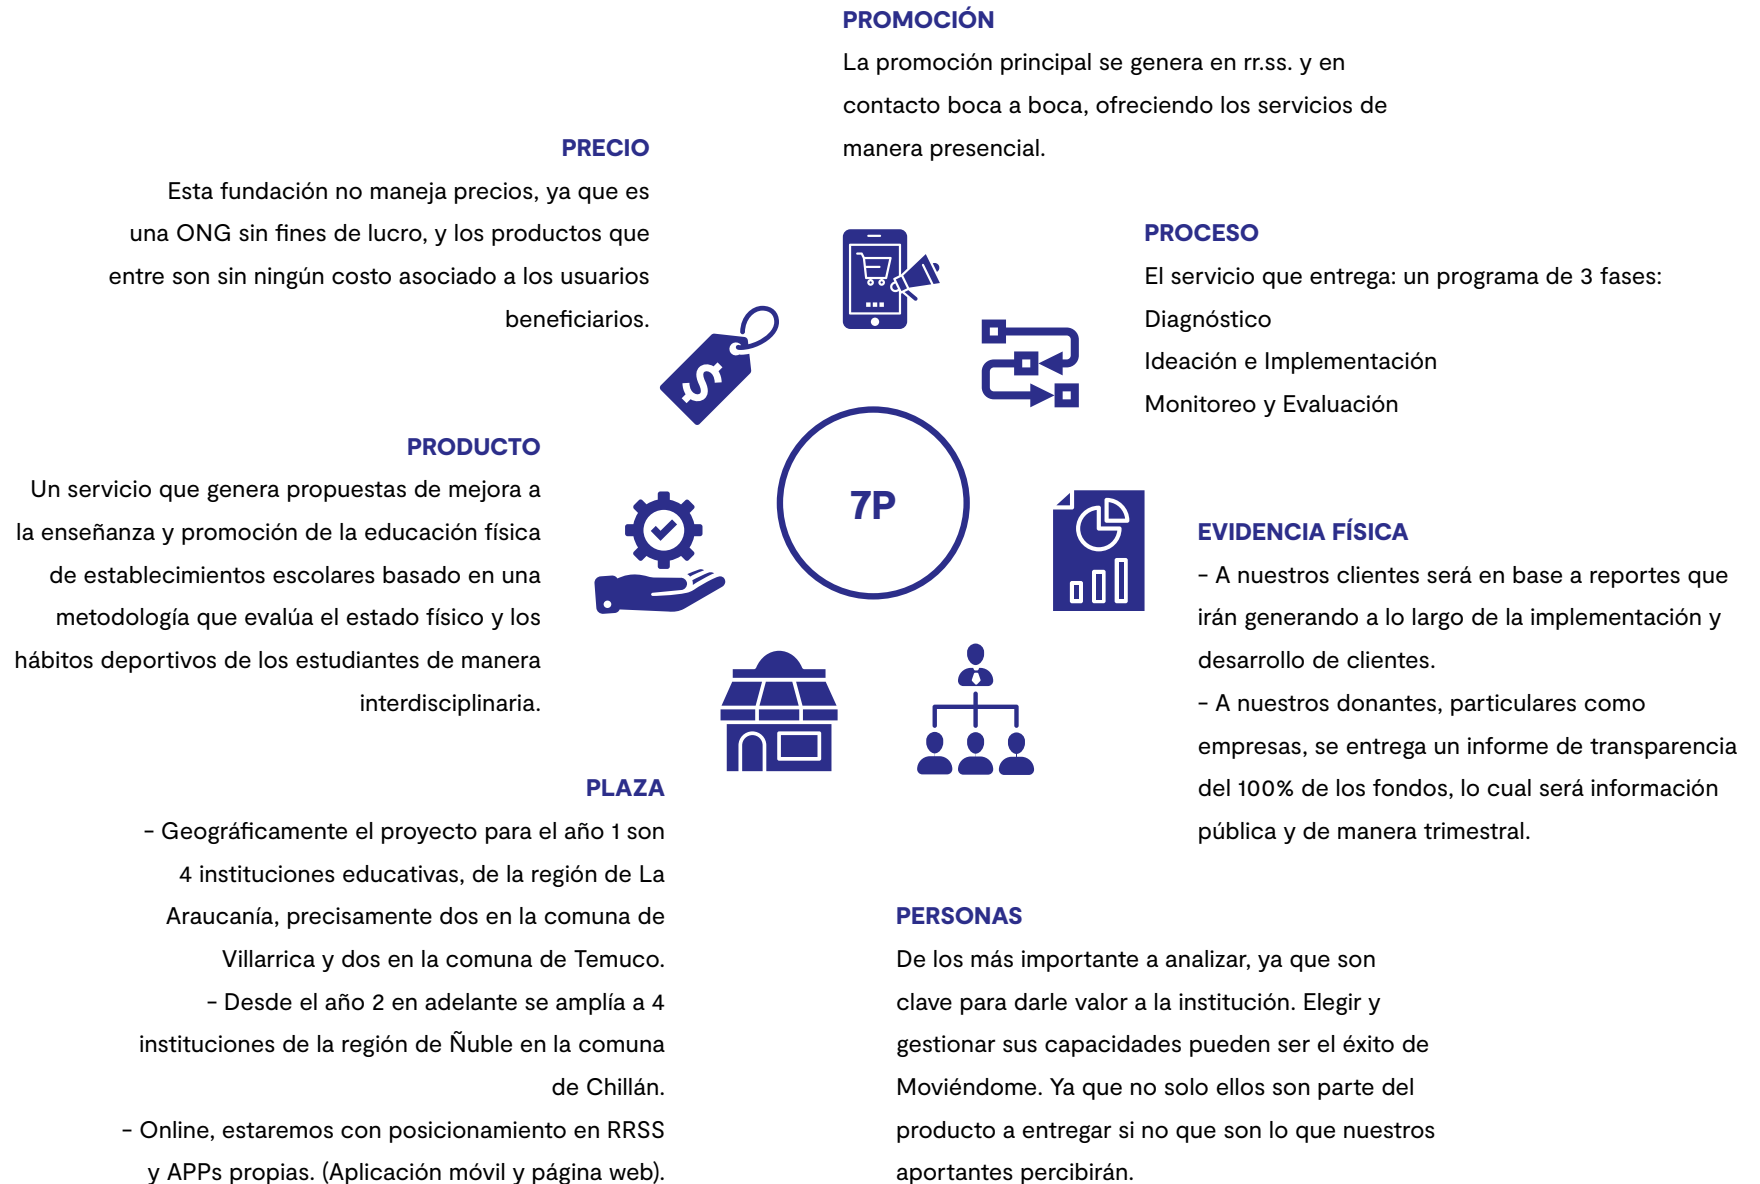 PROMOCIÓN
La promoción principal se genera en rr.ss. y en
contacto boca a boca, ofreciendo los servicios de
manera presencial.
PRECIO
Esta fundación no maneja precios, ya que es
una ONG sin fines de lucro, y los productos que
entre son sin ningún costo asociado a los usuarios
beneficiarios.
PROCESO
El servicio que entrega: un programa de 3 fases:
Diagnóstico
Ideación e Implementación
Monitoreo y Evaluación
PRODUCTO
Un servicio que genera propuestas de mejora a
la enseñanza y promoción de la educación física
de establecimientos escolares basado en una
metodología que evalúa el estado físico y los
hábitos deportivos de los estudiantes de manera
interdisciplinaria.
7P
EVIDENCIA FÍSICA
- A nuestros clientes será en base a reportes que
irán generando a lo largo de la implementación y
desarrollo de clientes.
- A nuestros donantes, particulares como
empresas, se entrega un informe de transparencia
del 100% de los fondos, lo cual será información
pública y de manera trimestral.
PLAZA
- Geográficamente el proyecto para el año 1 son
4 instituciones educativas, de la región de La
Araucanía, precisamente dos en la comuna de
Villarrica y dos en la comuna de Temuco.
- Desde el año 2 en adelante se amplía a 4
instituciones de la región de Ñuble en la comuna
de Chillán.
- Online, estaremos con posicionamiento en RRSS
y APPs propias. (Aplicación móvil y página web).
PERSONAS
De los más importante a analizar, ya que son
clave para darle valor a la institución. Elegir y
gestionar sus capacidades pueden ser el éxito de
Moviéndome. Ya que no solo ellos son parte del
producto a entregar si no que son lo que nuestros
aportantes percibirán.